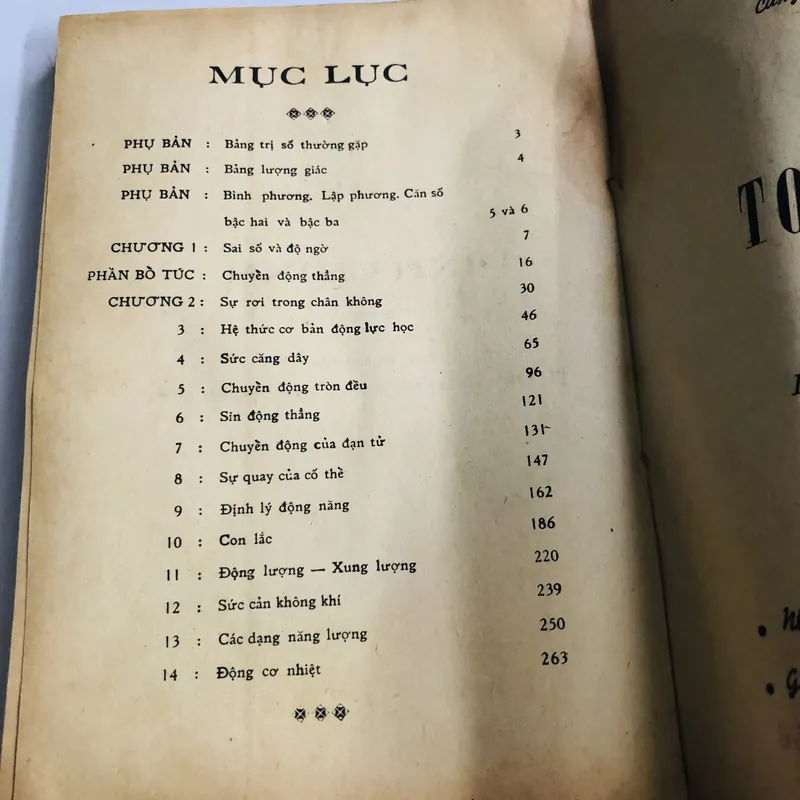 MỤC LỤC
PHỤ BẢN : Bảng trị số thường gặp 3
PHỤ BẢN : Bảng lượng giác 4
PHỤ BẢN : Bình phương. Lập phương. Căn số
bậc hai và bậc ba 5 và 6
CHƯƠNG 1 : Sai số và độ ngờ 7
PHẦN BỔ TÚC : Chuyển động thẳng 16
CHƯƠNG 2 : Sự rơi trong chân không 30
3 : Hệ thức cơ bản động lực học 46
4 : Sức căng dây 65
5 : Chuyển động tròn đều 96
6 : Sin động thẳng 121
7 : Chuyển động của đạn tử 131
8 : Sự quay của cố thể 147
9 : Định lý động năng 162
10 : Con lắc 186
11 : Động lượng — Xung lượng 220
12 : Sức cản không khí 239
13 : Các dạng năng lượng 250
14 : Động cơ nhiệt 263
TO